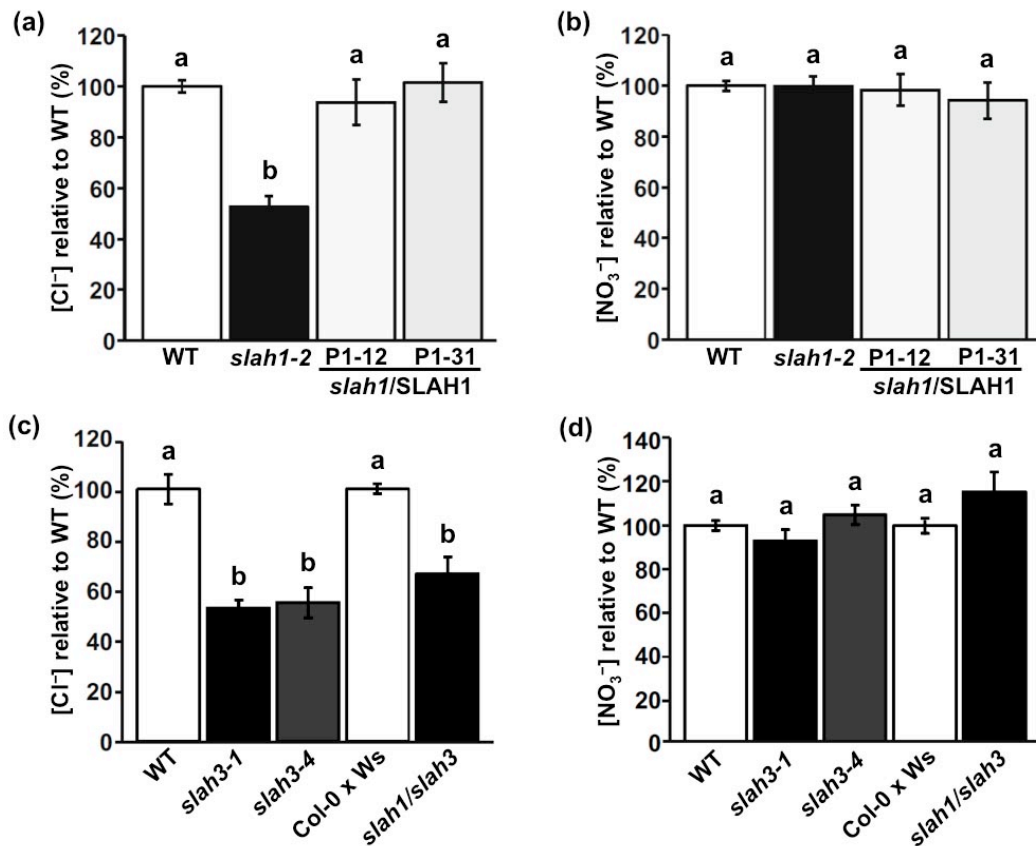 (a)
[Cl⁻] relative to WT (%)
120
100
80
60
40
20
0
a
b
a
a
WT
slah1-2
P1-12
P1-31
slah1/SLAH1
(b)
[NO₃⁻] relative to WT (%)
120
100
80
60
40
20
0
a
a
a
a
WT
slah1-2
P1-12
P1-31
slah1/SLAH1
(c)
[Cl⁻] relative to WT (%)
120
100
80
60
40
20
0
a
b
b
a
b
WT
slah3-1
slah3-4
Col-0 x Ws
slah1/slah3
(d)
[NO₃⁻] relative to WT (%)
140
120
100
80
60
40
20
0
a
a
a
a
a
WT
slah3-1
slah3-4
Col-0 x Ws
slah1/slah3